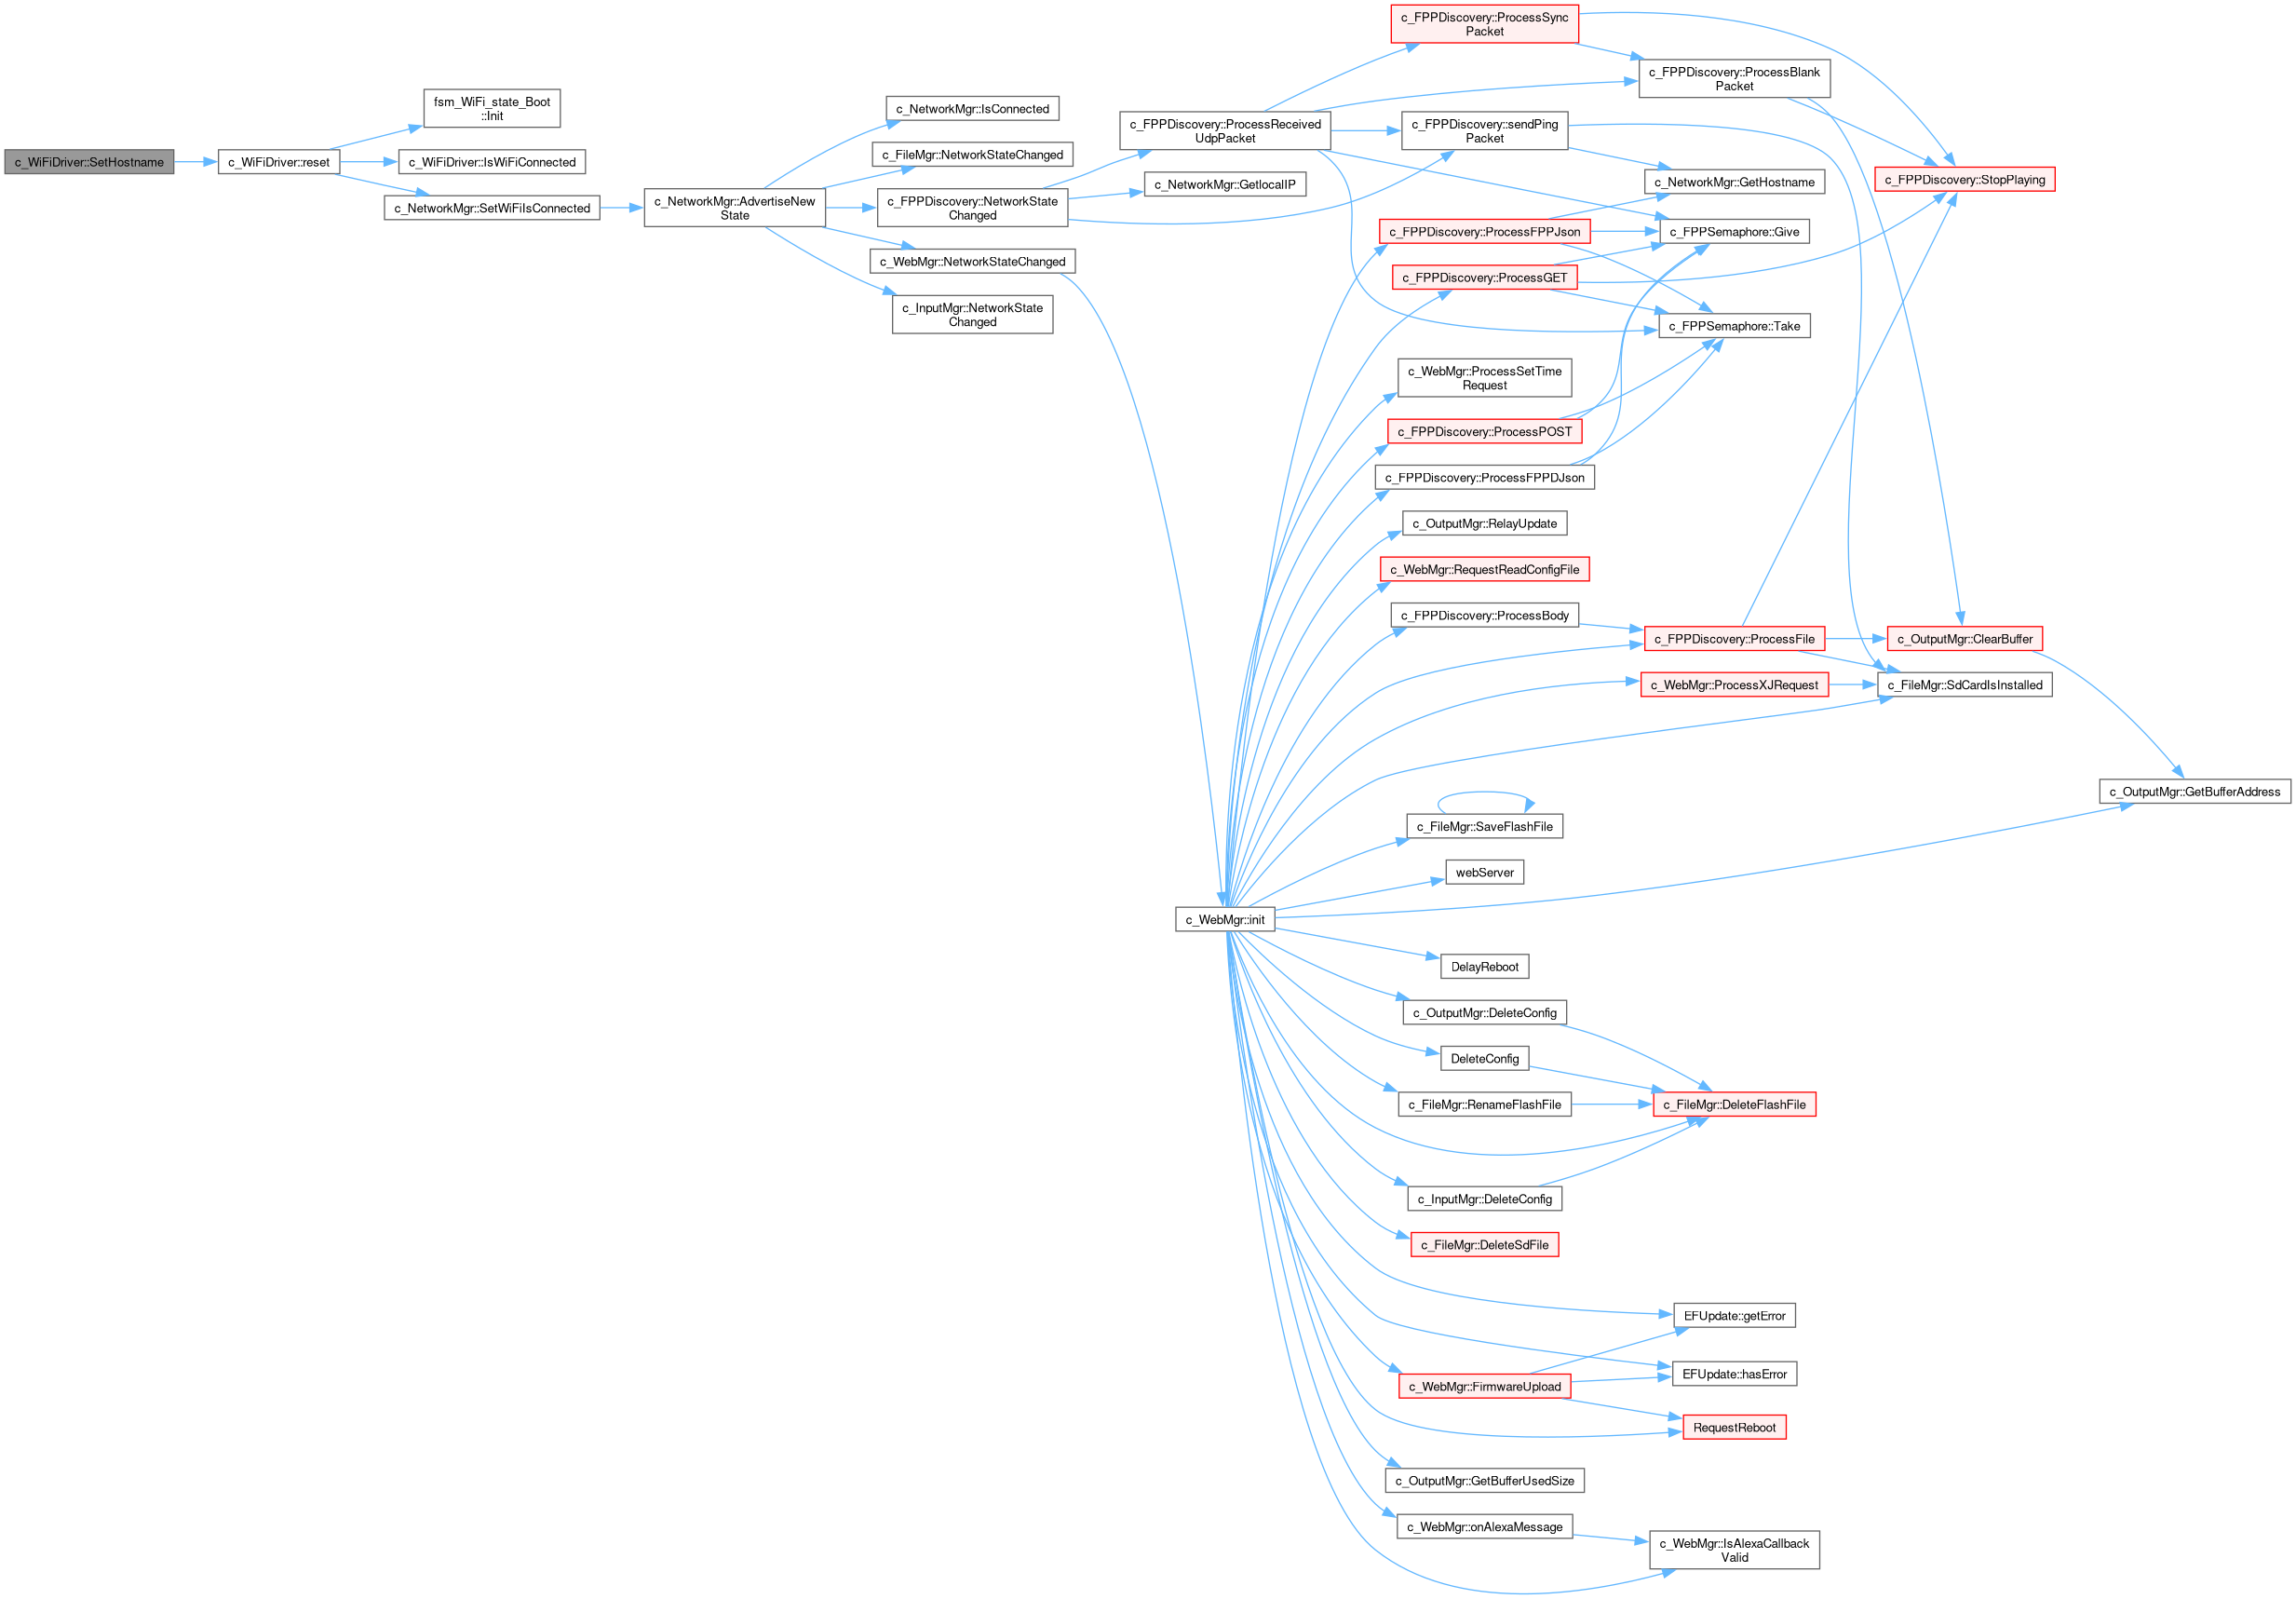 c_WiFiDriver::SetHostname
c_WiFiDriver::reset
fsm_WiFi_state_Boot
::Init
c_WiFiDriver::IsWiFiConnected
c_NetworkMgr::SetWiFiIsConnected
c_NetworkMgr::AdvertiseNew
State
c_NetworkMgr::IsConnected
c_FileMgr::NetworkStateChanged
c_FPPDiscovery::NetworkState
Changed
c_WebMgr::NetworkStateChanged
c_InputMgr::NetworkState
Changed
c_FPPDiscovery::ProcessReceived
UdpPacket
c_NetworkMgr::GetlocalIP
c_WebMgr::init
c_FPPDiscovery::ProcessSync
Packet
c_FPPDiscovery::sendPing
Packet
c_FPPDiscovery::ProcessFPPJson
c_FPPDiscovery::ProcessGET
c_WebMgr::ProcessSetTime
Request
c_FPPDiscovery::ProcessPOST
c_FPPDiscovery::ProcessFPPDJson
c_OutputMgr::RelayUpdate
c_WebMgr::RequestReadConfigFile
c_FPPDiscovery::ProcessBody
c_FileMgr::SaveFlashFile
webServer
DelayReboot
c_OutputMgr::DeleteConfig
DeleteConfig
c_FileMgr::RenameFlashFile
c_InputMgr::DeleteConfig
c_FileMgr::DeleteSdFile
c_WebMgr::FirmwareUpload
c_OutputMgr::GetBufferUsedSize
c_WebMgr::onAlexaMessage
c_FPPDiscovery::ProcessBlank
Packet
c_NetworkMgr::GetHostname
c_FPPSemaphore::Give
c_FPPSemaphore::Take
c_FPPDiscovery::ProcessFile
c_WebMgr::ProcessXJRequest
c_FileMgr::DeleteFlashFile
EFUpdate::getError
EFUpdate::hasError
RequestReboot
c_WebMgr::IsAlexaCallback
Valid
c_FPPDiscovery::StopPlaying
c_OutputMgr::ClearBuffer
c_FileMgr::SdCardIsInstalled
c_OutputMgr::GetBufferAddress